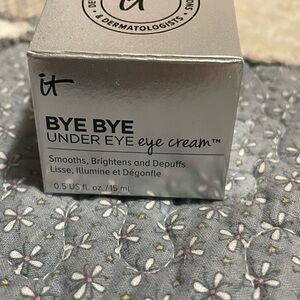 & DERMATOLOGISTS
it
it
BYE BYE
UNDER EYE eye cream™
Smooths, Brightens and Depuffs
Lisse, Illumine et Dégonfle
0.5 US fl. oz./15 ml